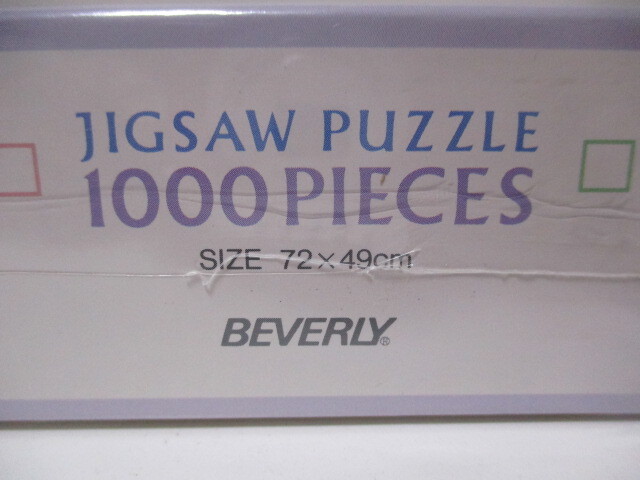 JIGSAW PUZZLE
1000 PIECES
SIZE 72×49cm
BEVERLY®